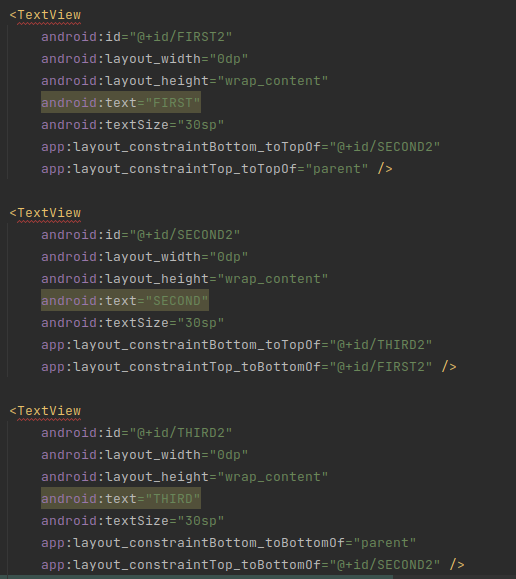 <TextView
android:id="@+id/FIRST2"
android:layout_width="0dp"
android:layout_height="wrap_content"
android:text="FIRST"
android:textSize="30sp"
app:layout_constraintBottom_toTopOf="@+id/SECOND2"
app:layout_constraintTop_toTopOf="parent" />
<TextView
android:id="@+id/SECOND2"
android:layout_width="0dp"
android:layout_height="wrap_content"
android:text="SECOND"
android:textSize="30sp"
app:layout_constraintBottom_toTopOf="@+id/THIRD2"
app:layout_constraintTop_toBottomOf="@+id/FIRST2" />
<TextView
android:id="@+id/THIRD2"
android:layout_width="0dp"
android:layout_height="wrap_content"
android:text="THIRD"
android:textSize="30sp"
app:layout_constraintBottom_toBottomOf="parent"
app:layout_constraintTop_toBottomOf="@+id/SECOND2" />